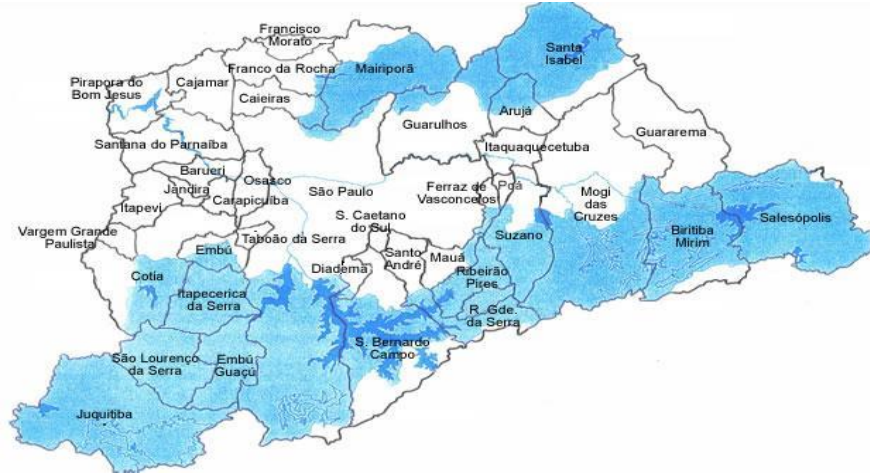 Francisco
Morato
Franco da Rocha
Mairiporã
Santa
Isabel
Pirapora do
Bom Jesus
Cajamar
Caieiras
Arujá
Guarulhos
Guararema
Santana do Parnaíba
Itaquaquecetuba
Barueri
Jandira
Osasco
Carapicuíba
São Paulo
Ferraz de
Vasconcelos
Poá
Mogi
das
Cruzes
Itapevi
Vargem Grande
Paulista
Embú
Taboão da Serra
S. Caetano
do Sul
Suzano
Biritiba
Mirim
Salesópolis
Cotia
Diadema
Santo
André
Mauá
Ribeirão
Pires
Itapecerica
da Serra
R. Gde.
da Serra
S. Bernardo
Campo
São Lourenço
da Serra
Embú
Guaçú
Juquitiba